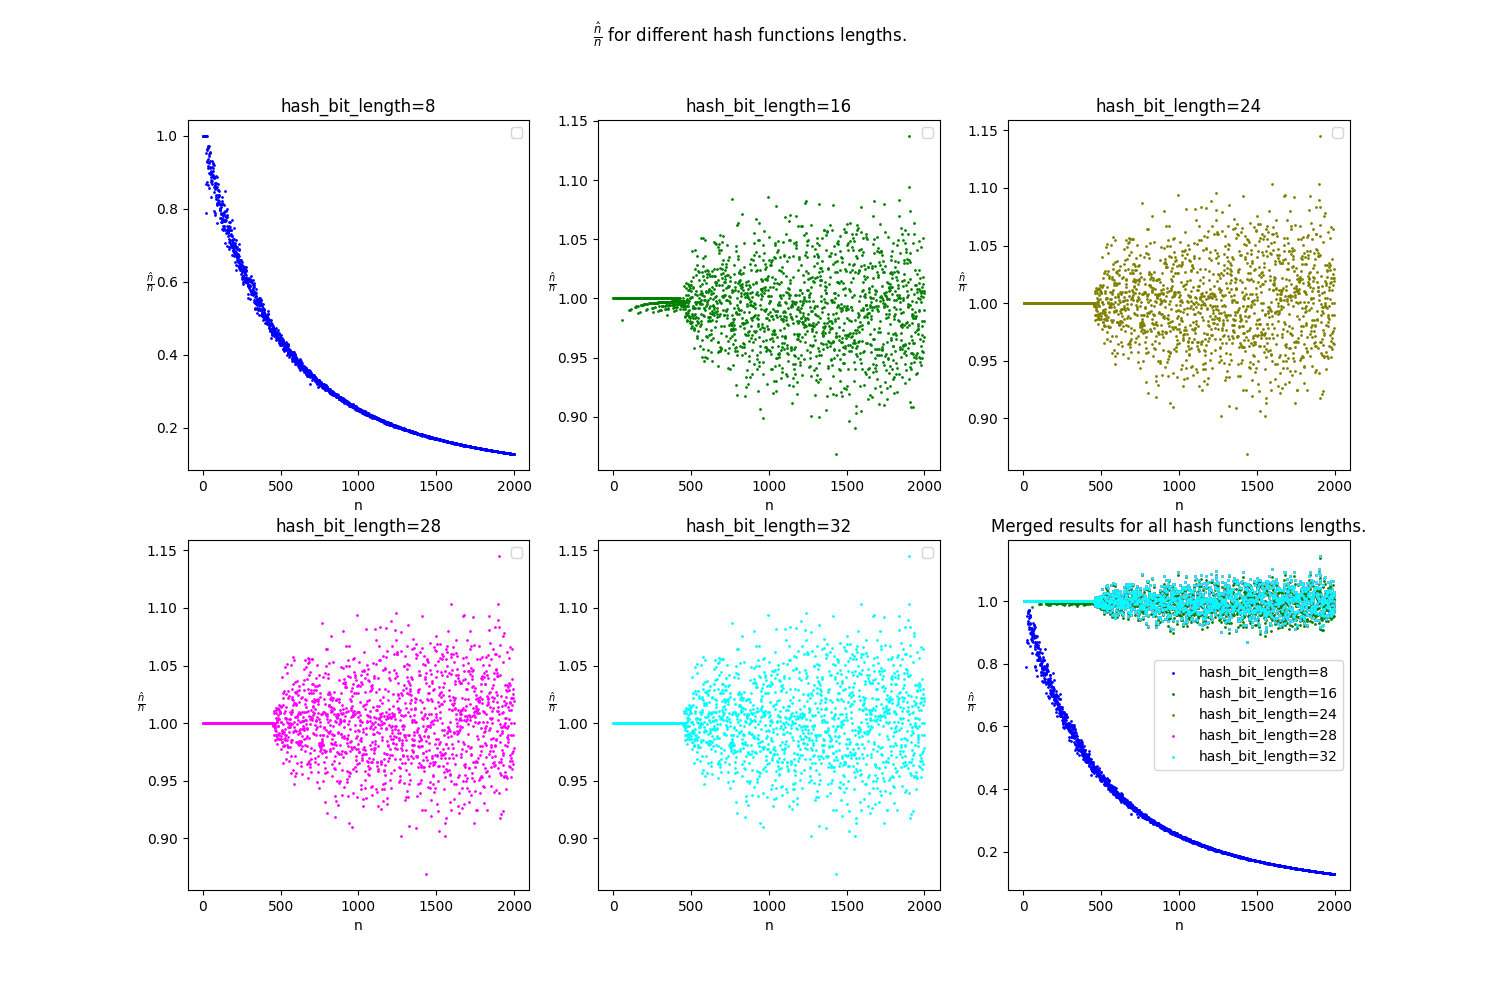 n̂/n for different hash functions lengths.
hash_bit_length=8
1.0
0.8
0.6
0.4
0.2
n̂/n
0 500 1000 1500 2000
n
hash_bit_length=16
1.15
1.10
1.05
1.00
0.95
0.90
n̂/n
0 500 1000 1500 2000
n
hash_bit_length=24
1.15
1.10
1.05
1.00
0.95
0.90
n̂/n
0 500 1000 1500 2000
n
hash_bit_length=28
1.15
1.10
1.05
1.00
0.95
0.90
n̂/n
0 500 1000 1500 2000
n
hash_bit_length=32
1.15
1.10
1.05
1.00
0.95
0.90
n̂/n
0 500 1000 1500 2000
n
Merged results for all hash functions lengths.
1.0
0.8
0.6
0.4
0.2
n̂/n
hash_bit_length=8
hash_bit_length=16
hash_bit_length=24
hash_bit_length=28
hash_bit_length=32
0 500 1000 1500 2000
n